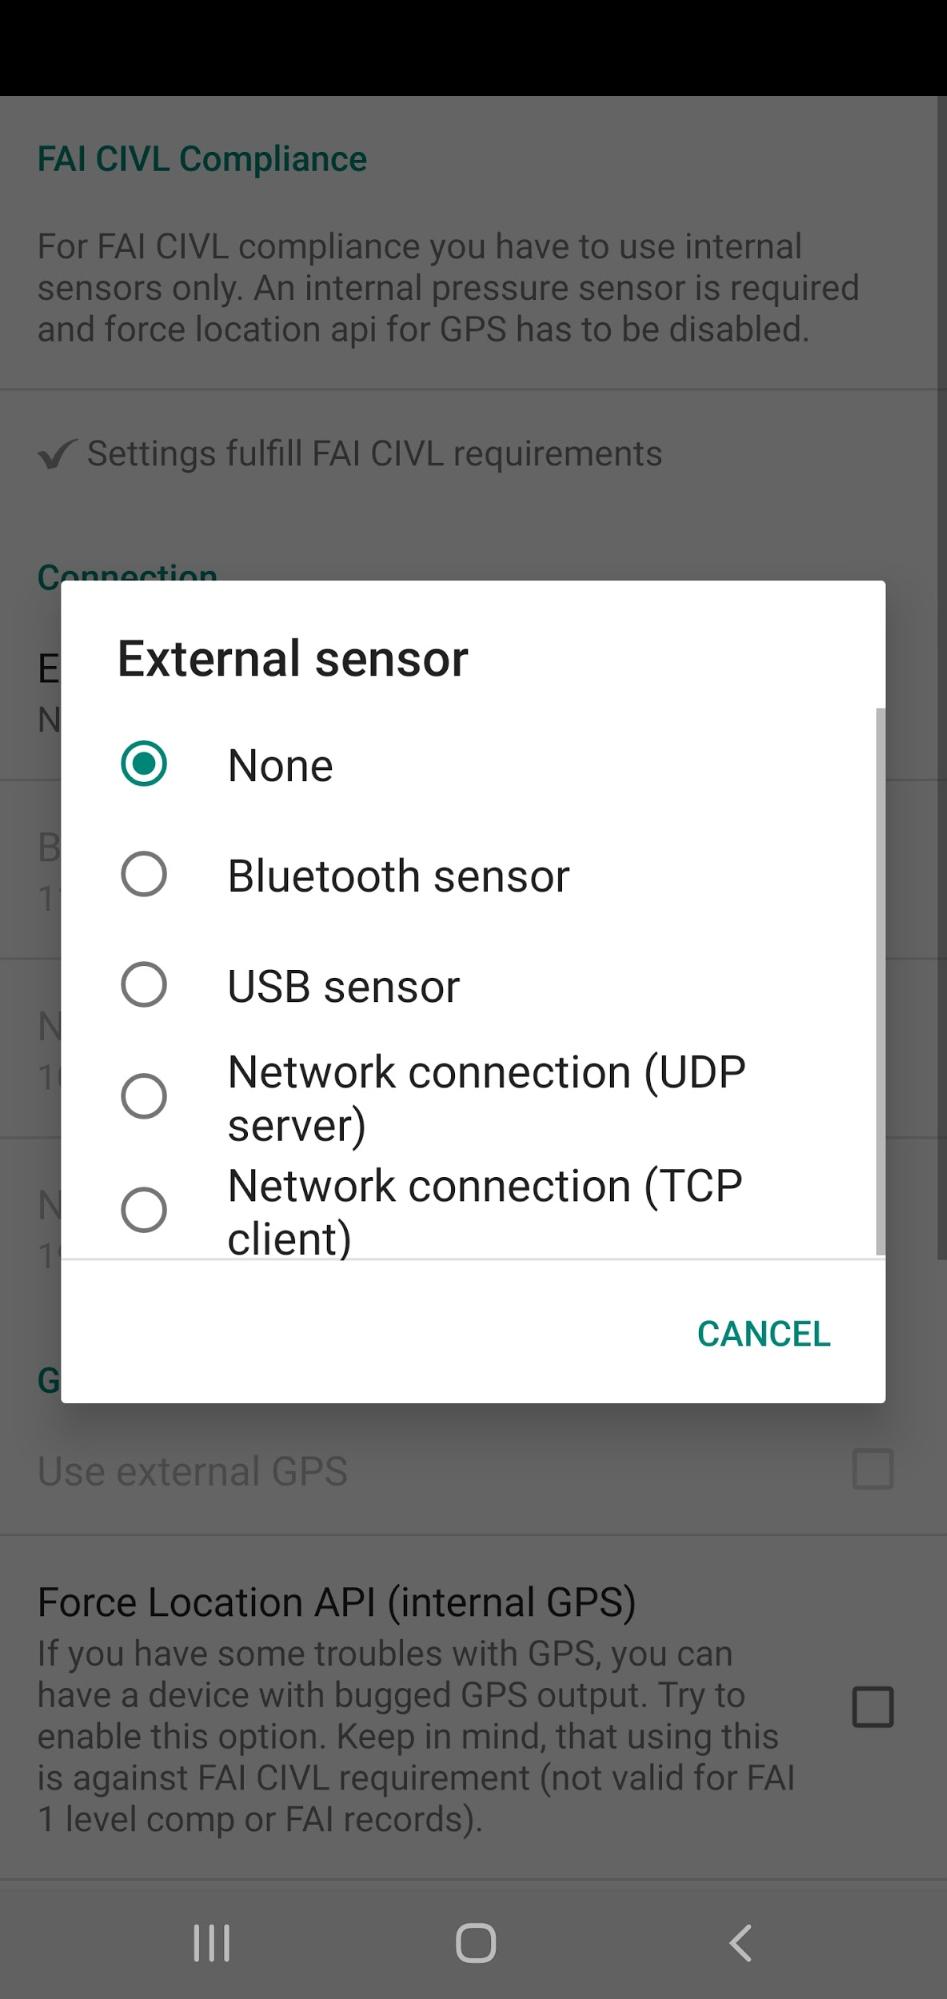 FAI CIVL Compliance
For FAI CIVL compliance you have to use internal
sensors only. An internal pressure sensor is required
and force location api for GPS has to be disabled.
Settings fulfill FAI CIVL requirements
Connection
External sensor
None
Bluetooth sensor
USB sensor
Network connection (UDP
server)
Network connection (TCP
client)
CANCEL
Use external GPS
Force Location API (internal GPS)
If you have some troubles with GPS, you can
have a device with bugged GPS output. Try to
enable this option. Keep in mind, that using this
is against FAI CIVL requirement (not valid for FAI
1 level comp or FAI records).